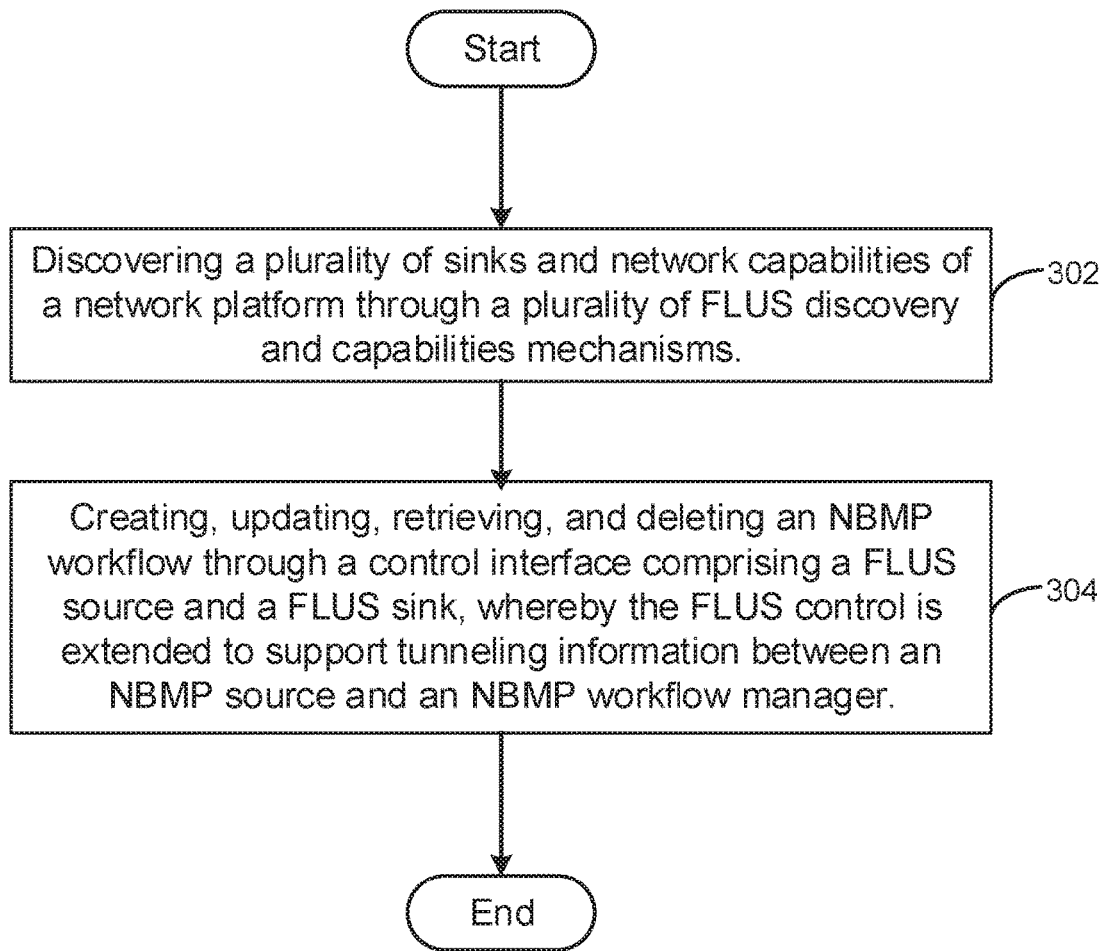 Start
Discovering a plurality of sinks and network capabilities of
a network platform through a plurality of FLUS discovery
and capabilities mechanisms.
302
Creating, updating, retrieving, and deleting an NBMP
workflow through a control interface comprising a FLUS
source and a FLUS sink, whereby the FLUS control is
extended to support tunneling information between an
NBMP source and an NBMP workflow manager.
304
End